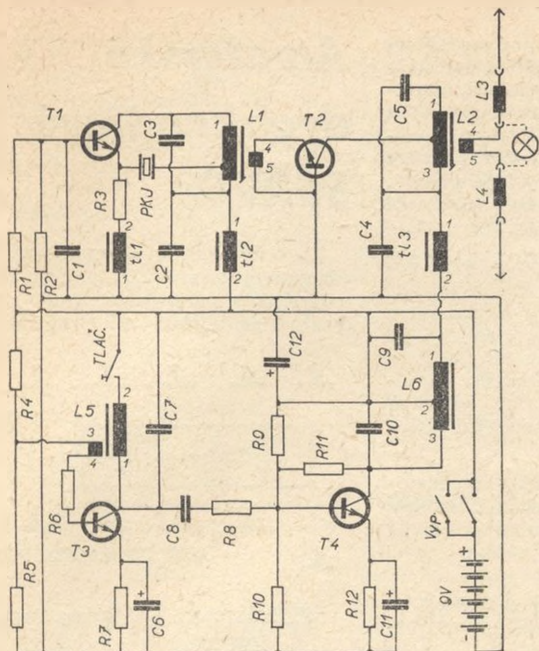 T1
C3
1
L1
4
5
T2
C5
1
L2
4
5
3
L3
L4
R3
PKJ
2
tl1
1
C1
R1
R2
C2
1
tl2
2
C4
1
tl3
2
R4
TLAČ.
L5
2
3
4
1
C7
C12
+
C9
1
L6
2
3
R6
T3
C8
R8
R9
R11
C10
T4
R5
R7
C6
+
R10
R12
C11
+
Vyp.
9V
+
-